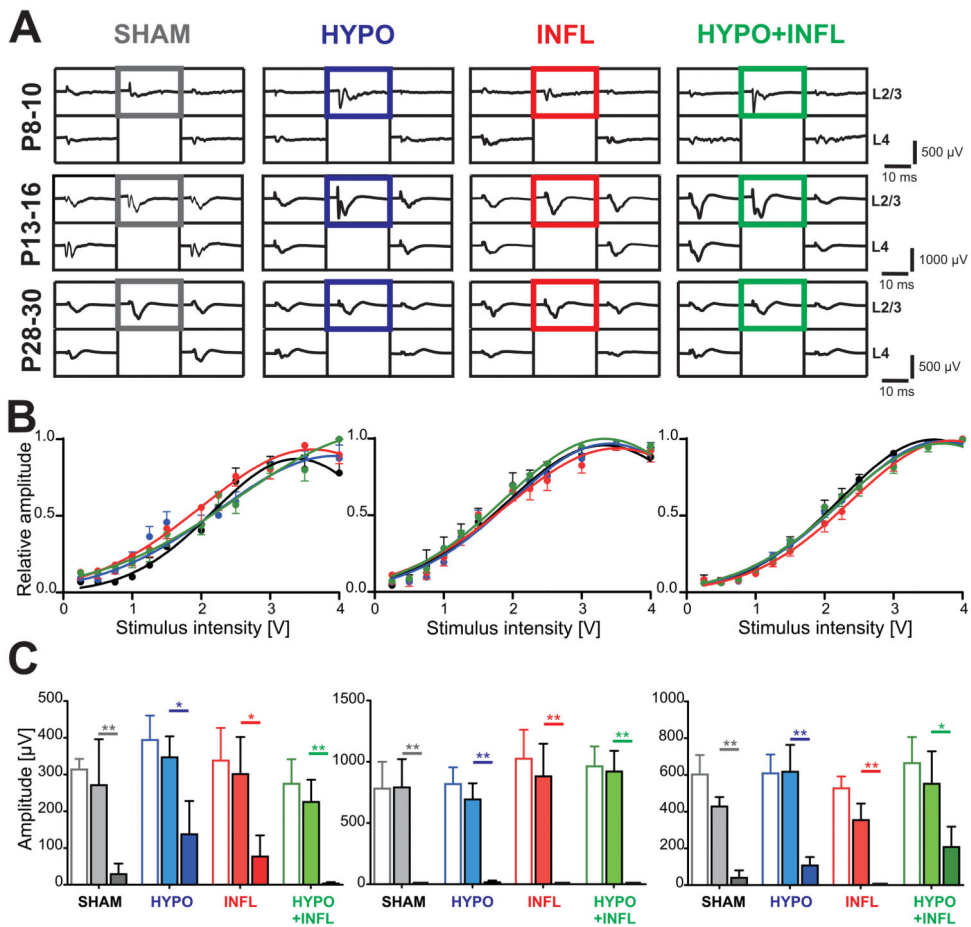 A
SHAM HYPO INFL HYPO+INFL
P8-10
L2/3
L4
500 µV
10 ms
P13-16
L2/3
L4
1000 µV
10 ms
P28-30
L2/3
L4
500 µV
10 ms
B
Relative amplitude
1.0 1.0 1.0
0.5 0.5 0.5
0.0 0.0 0.0
0 1 2 3 4 0 1 2 3 4 0 1 2 3 4
Stimulus intensity [V] Stimulus intensity [V] Stimulus intensity [V]
C
Amplitude [µV]
500
400
300
200
100
0
** * * **
SHAM HYPO INFL HYPO
+INFL
1500
1000
500
0
** ** ** **
SHAM HYPO INFL HYPO
+INFL
1000
800
600
400
200
0
** ** ** *
SHAM HYPO INFL HYPO
+INFL